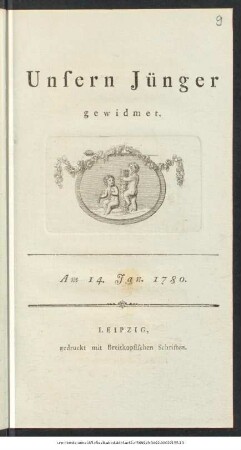 9
Unſern Jünger
gewidmet.
Am 14. Jan. 1780.
LEIPZIG,
gedruckt mit Breitkopfiſchen Schriften.